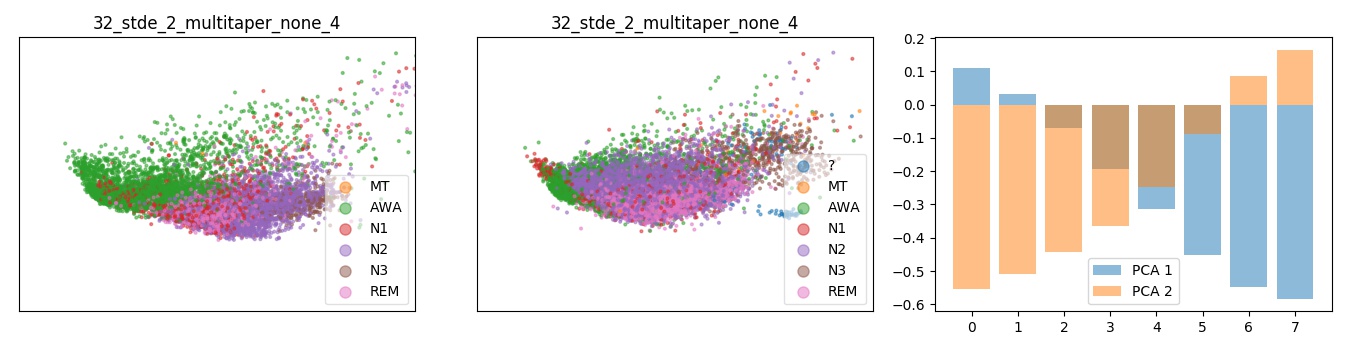 32_stde_2_multitaper_none_4
MT
AWA
N1
N2
N3
REM
32_stde_2_multitaper_none_4
?
MT
AWA
N1
N2
N3
REM
0.2
0.1
0.0
−0.1
−0.2
−0.3
−0.4
−0.5
−0.6
PCA 1
PCA 2
0 1 2 3 4 5 6 7